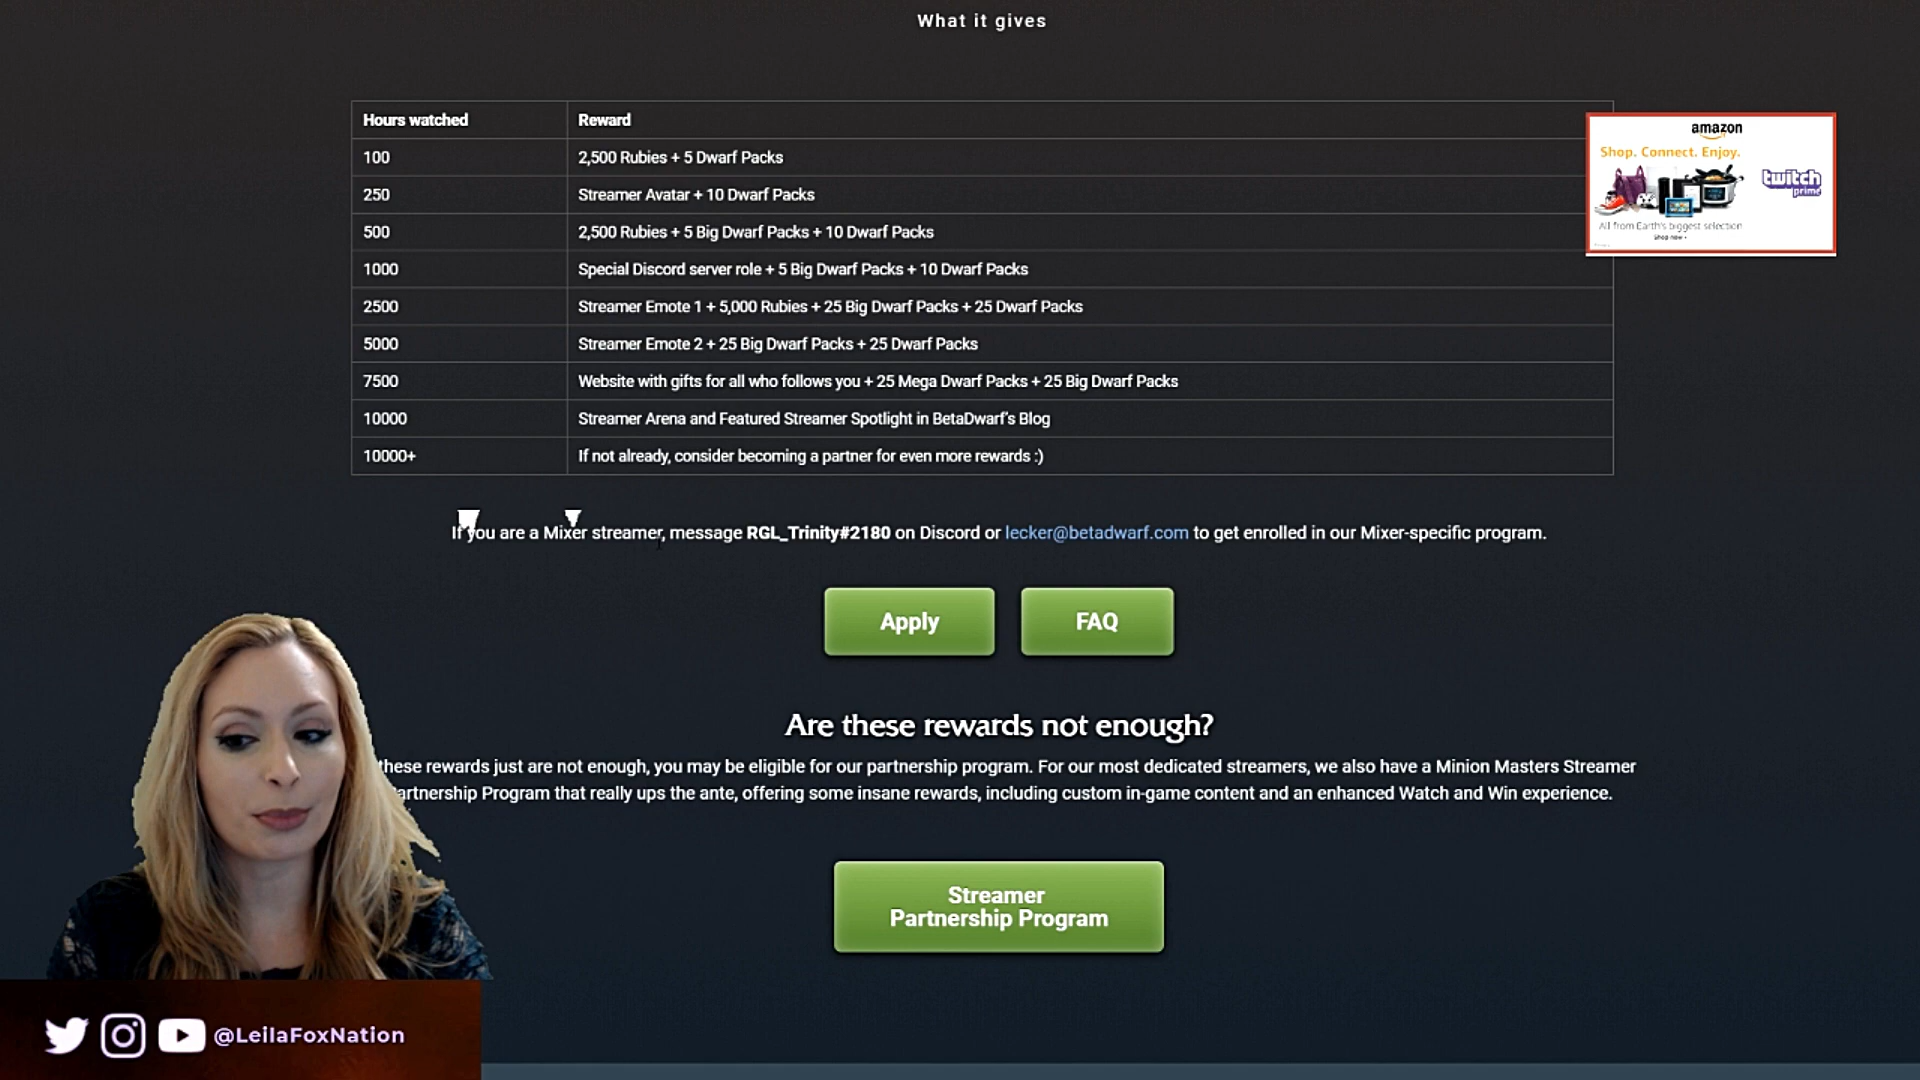 What it gives
Hours watched Reward
100 2,500 Rubies + 5 Dwarf Packs
250 Streamer Avatar + 10 Dwarf Packs
500 2,500 Rubies + 5 Big Dwarf Packs + 10 Dwarf Packs
1000 Special Discord server role + 5 Big Dwarf Packs + 10 Dwarf Packs
2500 Streamer Emote 1 + 5,000 Rubies + 25 Big Dwarf Packs + 25 Dwarf Packs
5000 Streamer Emote 2 + 25 Big Dwarf Packs + 25 Dwarf Packs
7500 Website with gifts for all who follows you + 25 Mega Dwarf Packs + 25 Big Dwarf Packs
10000 Streamer Arena and Featured Streamer Spotlight in BetaDwarf's Blog
10000+ If not already, consider becoming a partner for even more rewards :)
amazon
Shop. Connect. Enjoy.
twitch
prime
All from Earth's biggest selection
Shop now
If you are a Mixer streamer, message RGL_Trinity#2180 on Discord or lecker@betadwarf.com to get enrolled in our Mixer-specific program.
Apply FAQ
Are these rewards not enough?
these rewards just are not enough, you may be eligible for our partnership program. For our most dedicated streamers, we also have a Minion Masters Streamer
artnership Program that really ups the ante, offering some insane rewards, including custom in-game content and an enhanced Watch and Win experience.
Streamer
Partnership Program
@LeilaFoxNation